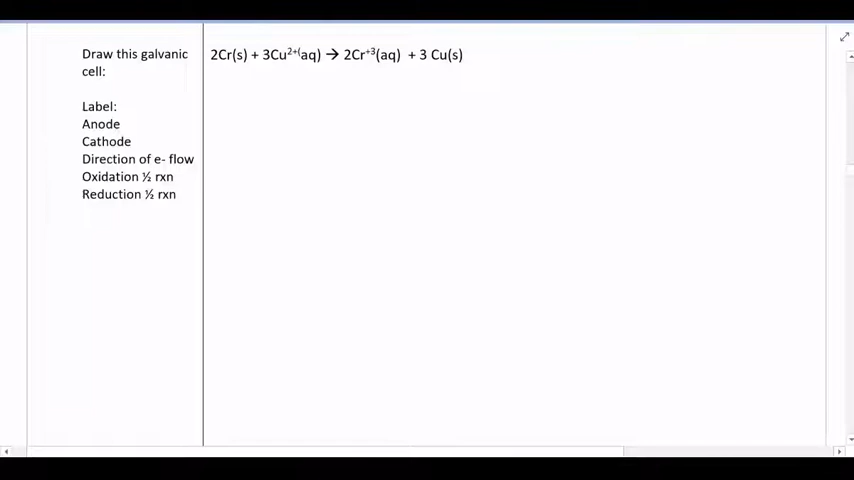 Draw this galvanic
cell:
2Cr(s) + 3Cu²⁺⁽aq) → 2Cr⁺³(aq) + 3 Cu(s)
Label:
Anode
Cathode
Direction of e- flow
Oxidation ½ rxn
Reduction ½ rxn